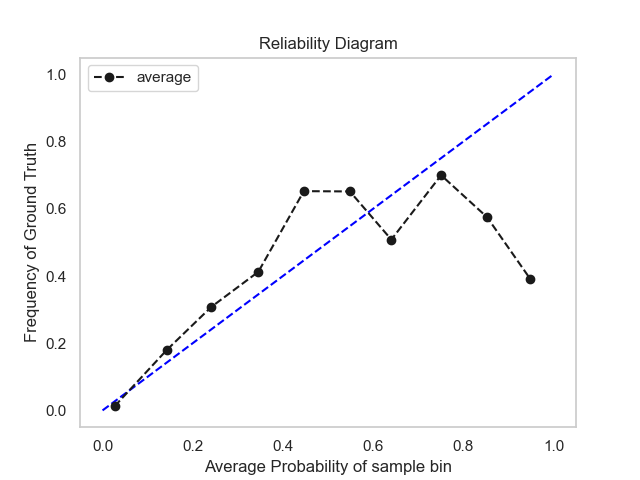 Reliability Diagram
average
Frequency of Ground Truth
1.0
0.8
0.6
0.4
0.2
0.0
0.0 0.2 0.4 0.6 0.8 1.0
Average Probability of sample bin